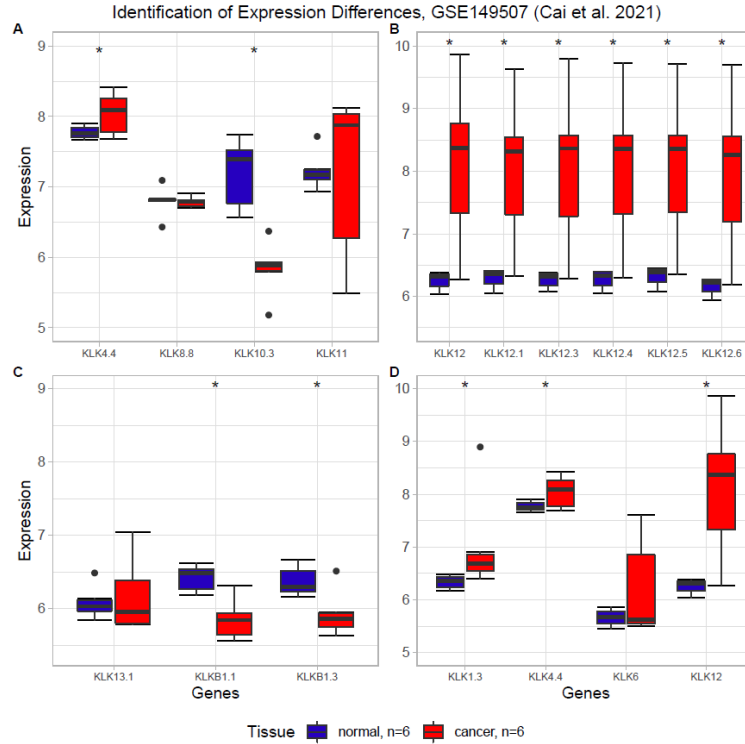 Identification of Expression Differences, GSE149507 (Cai et al. 2021)
A
*
*
9
8
7
6
5
Expression
KLK4.4 KLK8.8 KLK10.3 KLK11
B
* * * * * *
10
9
8
7
6
KLK12 KLK12.1 KLK12.3 KLK12.4 KLK12.5 KLK12.6
C
* *
9
8
7
6
Expression
KLK13.1 KLKB1.1 KLKB1.3
Genes
D
* * *
10
9
8
7
6
5
KLK1.3 KLK4.4 KLK6 KLK12
Genes
Tissue normal, n=6 cancer, n=6